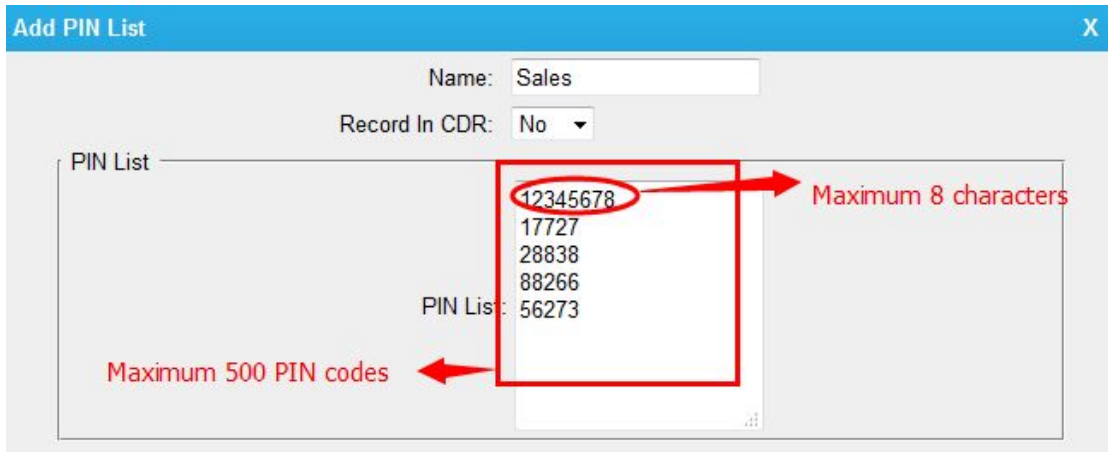 Add PIN List X
Name: Sales
Record In CDR: No
PIN List
12345678
17727
28838
88266
PIN List: 56273
Maximum 8 characters
Maximum 500 PIN codes